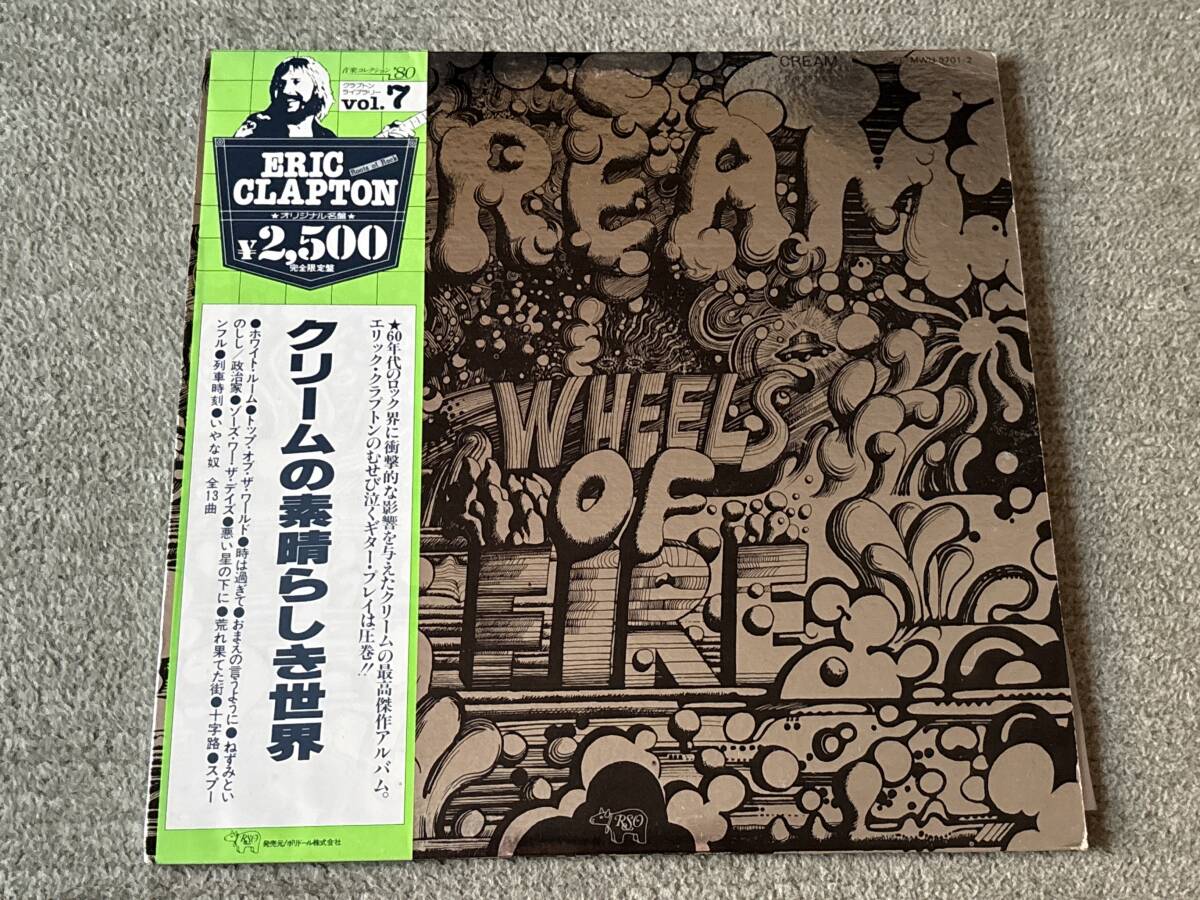 音楽コレクション'80
クラプトン
ライブラリー
vol.7
ERIC
Roots of Rock
CLAPTON
★オリジナル名盤★
¥2,500
完全限定盤
★60年代のロック界に衝撃的な影響を与えたクリームの最高傑作アルバム。
エリック・クラプトンのむせび泣くギター・プレイは圧巻!!
クリームの素晴らしき世界
●ホワイト・ルーム●トップ・オブ・ザ・ワールド●時は過ぎて●おまえの言うように●ねずみとい
のしし/政治家●ゾーズ・ワー・ザ・デイズ●悪い星の下に●荒れ果てた街●十字路●スプー
ンフル●列車時刻●いやな奴 全13曲
RSO
発売元/ポリドール株式会社
CREAM
MWU 9701-2
REAM
WHEELS
OF
FIRE
RSO